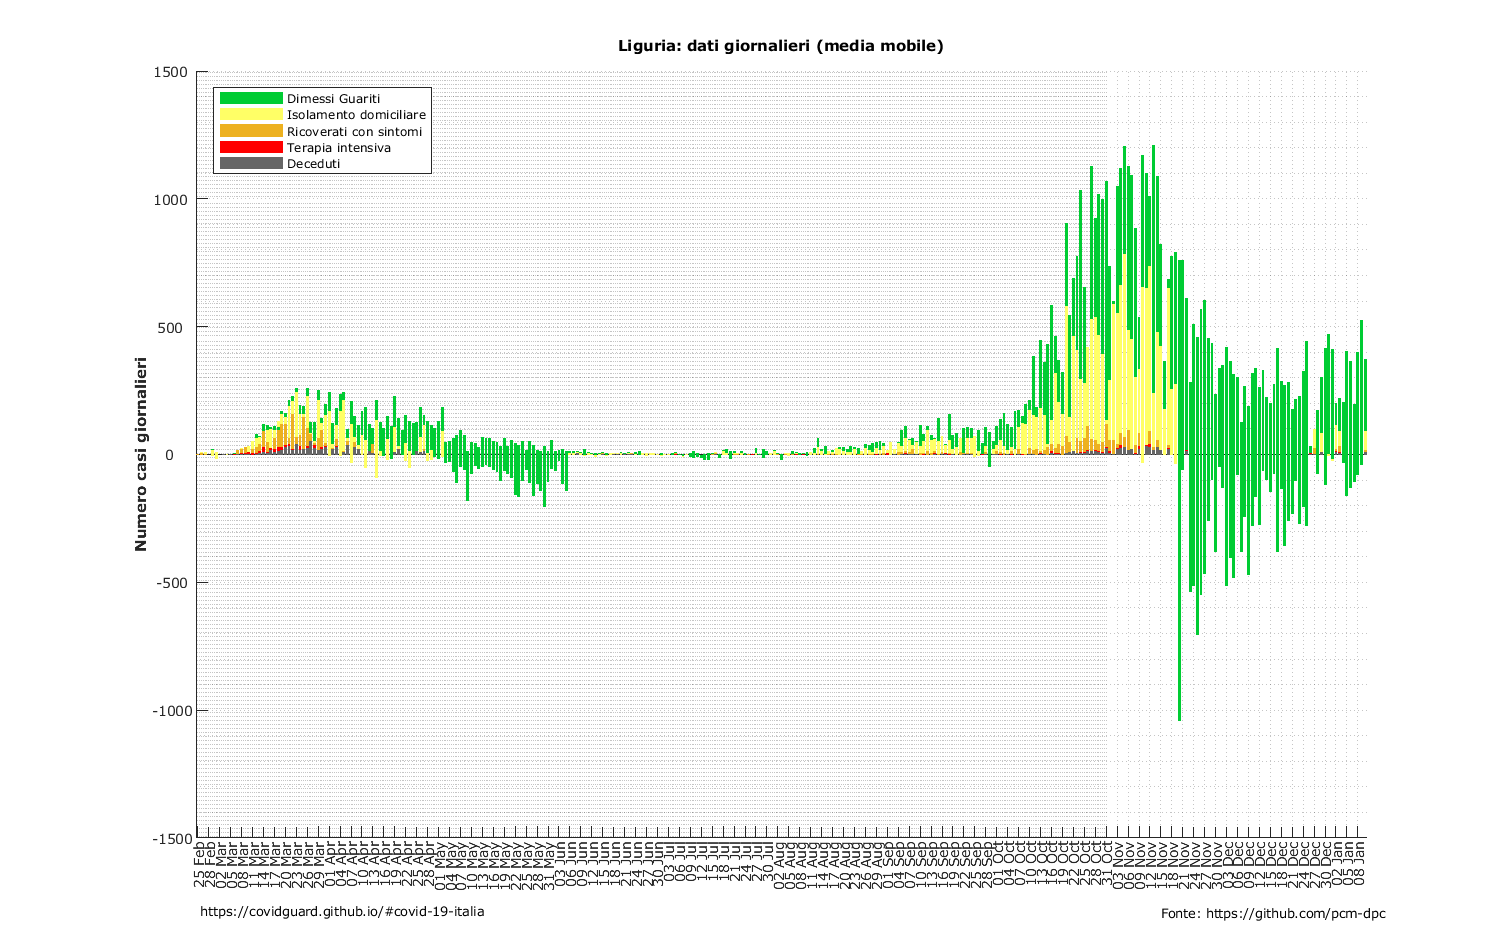 Liguria: dati giornalieri (media mobile)
1500
1000
500
0
-500
-1000
-1500
Numero casi giornalieri
Dimessi Guariti
Isolamento domiciliare
Ricoverati con sintomi
Terapia intensiva
Deceduti
25 Feb
28 Feb
02 Mar
05 Mar
08 Mar
11 Mar
14 Mar
17 Mar
20 Mar
23 Mar
26 Mar
29 Mar
01 Apr
04 Apr
07 Apr
10 Apr
13 Apr
16 Apr
19 Apr
22 Apr
25 Apr
28 Apr
01 May
04 May
07 May
10 May
13 May
16 May
19 May
22 May
25 May
28 May
31 May
03 Jun
06 Jun
09 Jun
12 Jun
15 Jun
18 Jun
21 Jun
24 Jun
27 Jun
30 Jun
03 Jul
06 Jul
09 Jul
12 Jul
15 Jul
18 Jul
21 Jul
24 Jul
27 Jul
30 Jul
02 Aug
05 Aug
08 Aug
11 Aug
14 Aug
17 Aug
20 Aug
23 Aug
26 Aug
29 Aug
01 Sep
04 Sep
07 Sep
10 Sep
13 Sep
16 Sep
19 Sep
22 Sep
25 Sep
28 Sep
01 Oct
04 Oct
07 Oct
10 Oct
13 Oct
16 Oct
19 Oct
22 Oct
25 Oct
28 Oct
31 Oct
03 Nov
06 Nov
09 Nov
12 Nov
15 Nov
18 Nov
21 Nov
24 Nov
27 Nov
30 Nov
03 Dec
06 Dec
09 Dec
12 Dec
15 Dec
18 Dec
21 Dec
24 Dec
27 Dec
30 Dec
02 Jan
05 Jan
08 Jan
https://covidguard.github.io/#covid-19-italia
Fonte: https://github.com/pcm-dpc